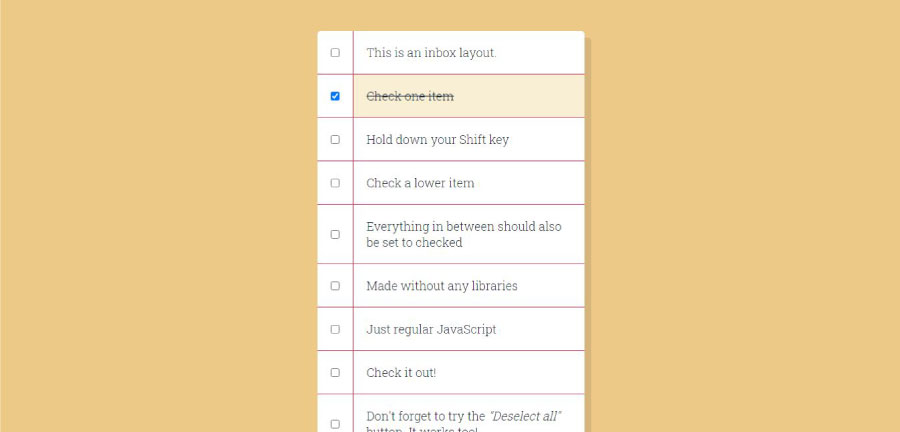 This is an inbox layout.
Check one item
Hold down your Shift key
Check a lower item
Everything in between should also
be set to checked
Made without any libraries
Just regular JavaScript
Check it out!
Don't forget to try the "Deselect all"
button. It works too!